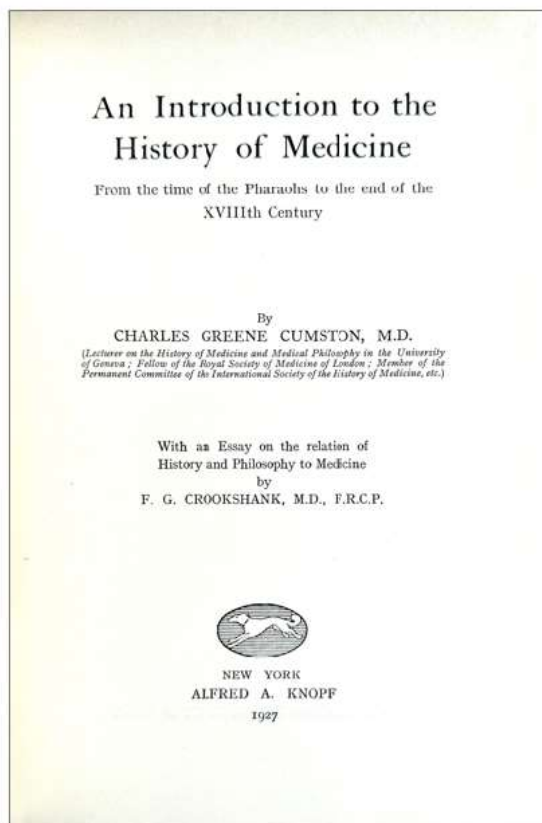 An Introduction to the
History of Medicine
From the time of the Pharaohs to the end of the
XVIIIth Century
By
CHARLES GREENE CUMSTON, M.D.
(Lecturer on the History of Medicine and Medical Philosophy in the University
of Geneva ; Fellow of the Royal Society of Medicine of London ; Member of the
Permanent Committee of the International Society of the History of Medicine, etc.)
With an Essay on the relation of
History and Philosophy to Medicine
by
F. G. CROOKSHANK, M.D., F.R.C.P.
NEW YORK
ALFRED A. KNOPF
1927